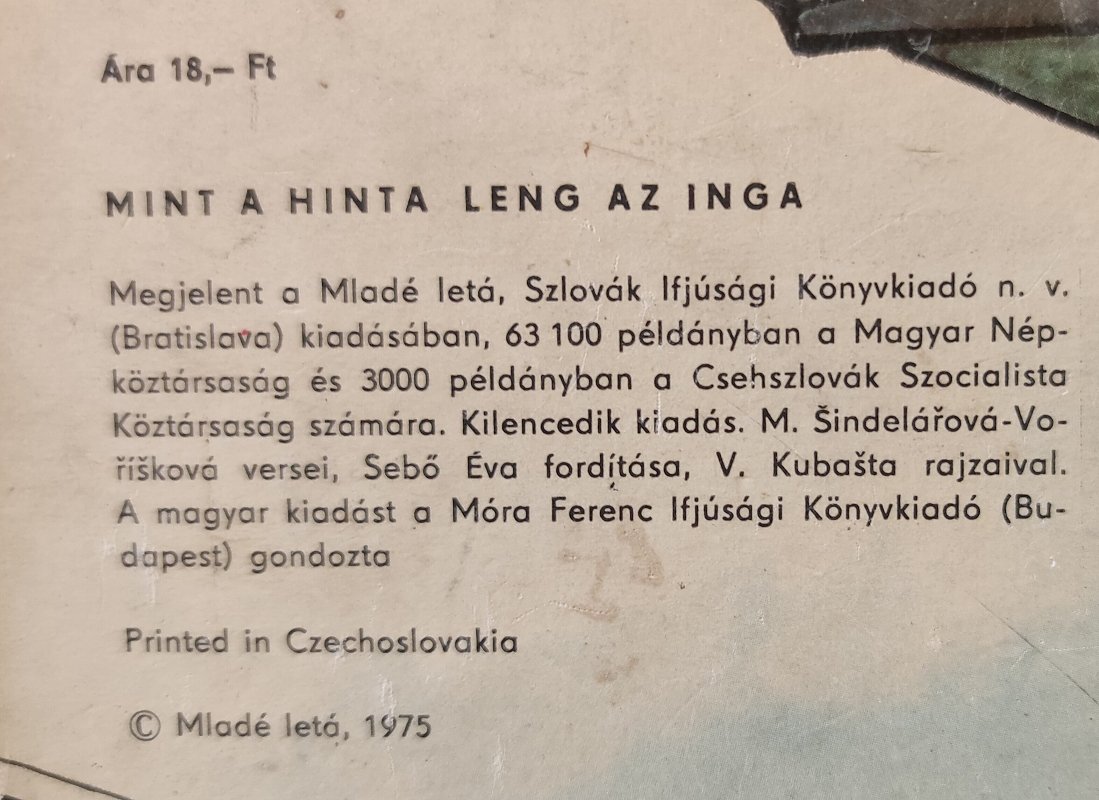 Ára 18,– Ft
MINT A HINTA LENG AZ INGA
Megjelent a Mladé letá, Szlovák Ifjúsági Könyvkiadó n. v.
(Bratislava) kiadásában, 63 100 példányban a Magyar Nép-
köztársaság és 3000 példányban a Csehszlovák Szocialista
Köztársaság számára. Kilencedik kiadás. M. Šindelářová-Vo-
říšková versei, Sebő Éva fordítása, V. Kubašta rajzaival.
A magyar kiadást a Móra Ferenc Ifjúsági Könyvkiadó (Bu-
dapest) gondozta
Printed in Czechoslovakia
© Mladé letá, 1975